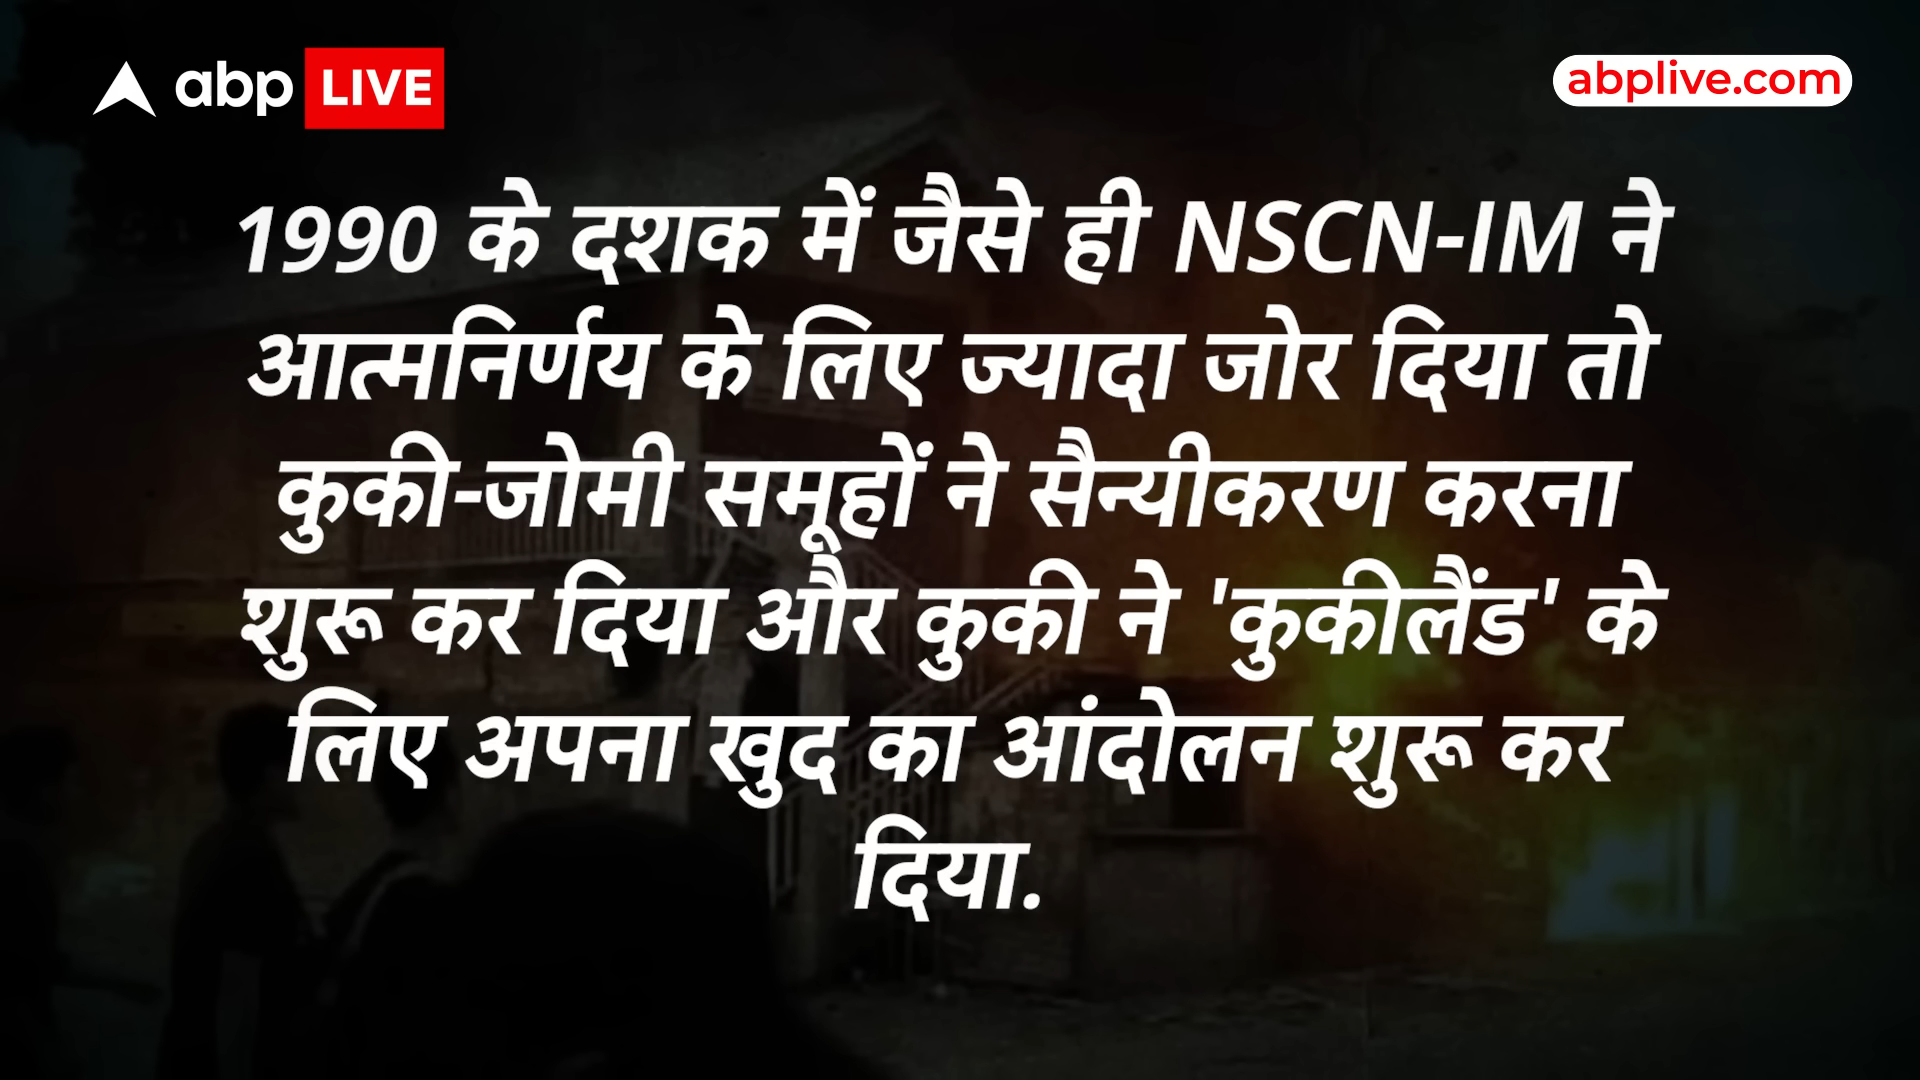 abp LIVE
abplive.com
1990 के दशक में जैसे ही NSCN-IM ने
आत्मनिर्णय के लिए ज्यादा जोर दिया तो
कुकी-जोमी समूहों ने सैन्यीकरण करना
शुरू कर दिया और कुकी ने 'कुकीलैंड' के
लिए अपना खुद का आंदोलन शुरू कर
दिया.